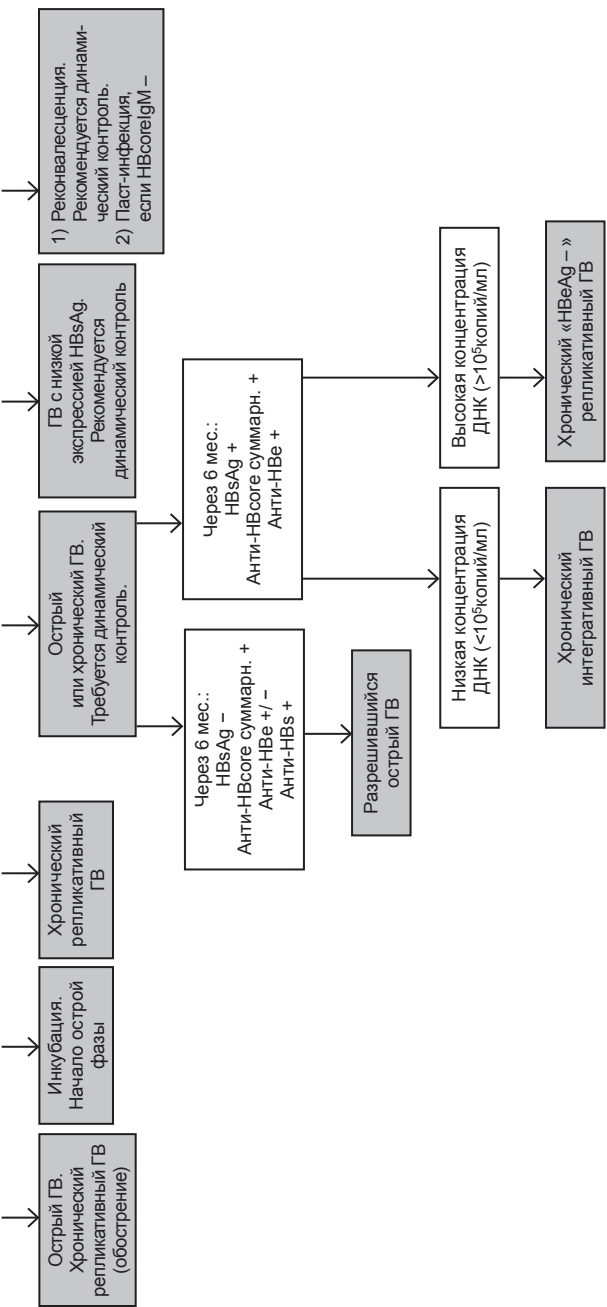 Острый ГВ.
Хронический
репликативный ГВ
(обострение)
Инкубация.
Начало острой
фазы
Хронический
репликативный
ГВ
Острый
или хронический ГВ.
Требуется динамический
контроль.
ГВ с низкой
экспрессией HBsAg.
Рекомендуется
динамический контроль
1) Реконвалесценция.
Рекомендуется динами-
ческий контроль.
2) Паст-инфекция,
если HBcoreIgM –
Через 6 мес.:
HBsAg –
Анти-HBcore суммарн. +
Анти-HBe +/ –
Анти-HBs +
Через 6 мес.:
HBsAg +
Анти-HBcore суммарн. +
Анти-HBe +
Разрешившийся
острый ГВ
Низкая концентрация
ДНК (<10⁵копий/мл)
Высокая концентрация
ДНК (>10⁵копий/мл)
Хронический
интегративный ГВ
Хронический «HBeAg – »
репликативный ГВ